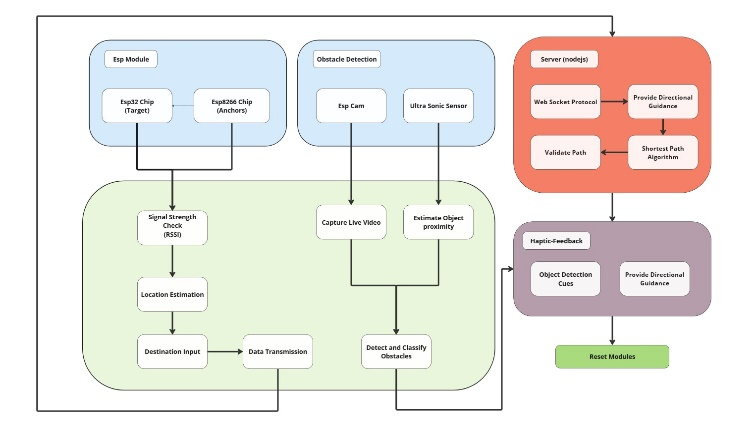 Esp Module
Esp32 Chip
(Target)
Esp8266 Chip
(Anchors)
Obstacle Detection
Esp Cam
Ultra Sonic Sensor
Server (nodejs)
Web Socket Protocol
Provide Directional
Guidance
Validate Path
Shortest Path
Algorithm
Signal Strength
Check
(RSSI)
Capture Live Video
Estimate Object
proximity
Location Estimation
Destination Input
Data Transmission
Detect and Classify
Obstacles
Haptic-Feedback
Object Detection
Cues
Provide Directional
Guidance
Reset Modules